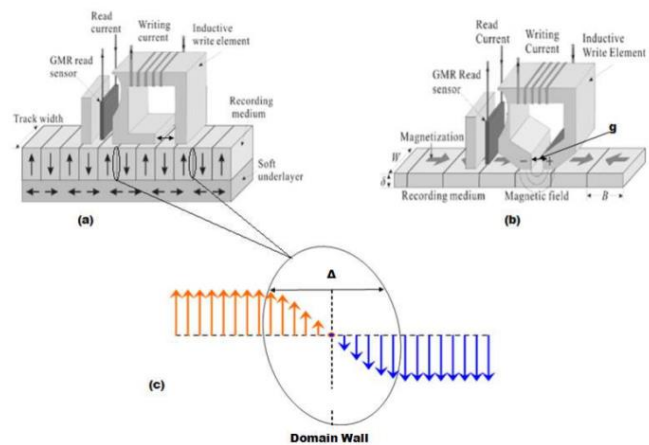 Read
current
Writing
current
Inductive
write element
GMR read
sensor
Track width
Recording
medium
Soft
underlayer
(a)
Read
Current
Writing
Current
Inductive
Write Element
GMR Read
sensor
g
Magnetization
W
− +
δ
Recording medium
Magnetic field
B
(b)
Δ
(c)
Domain Wall